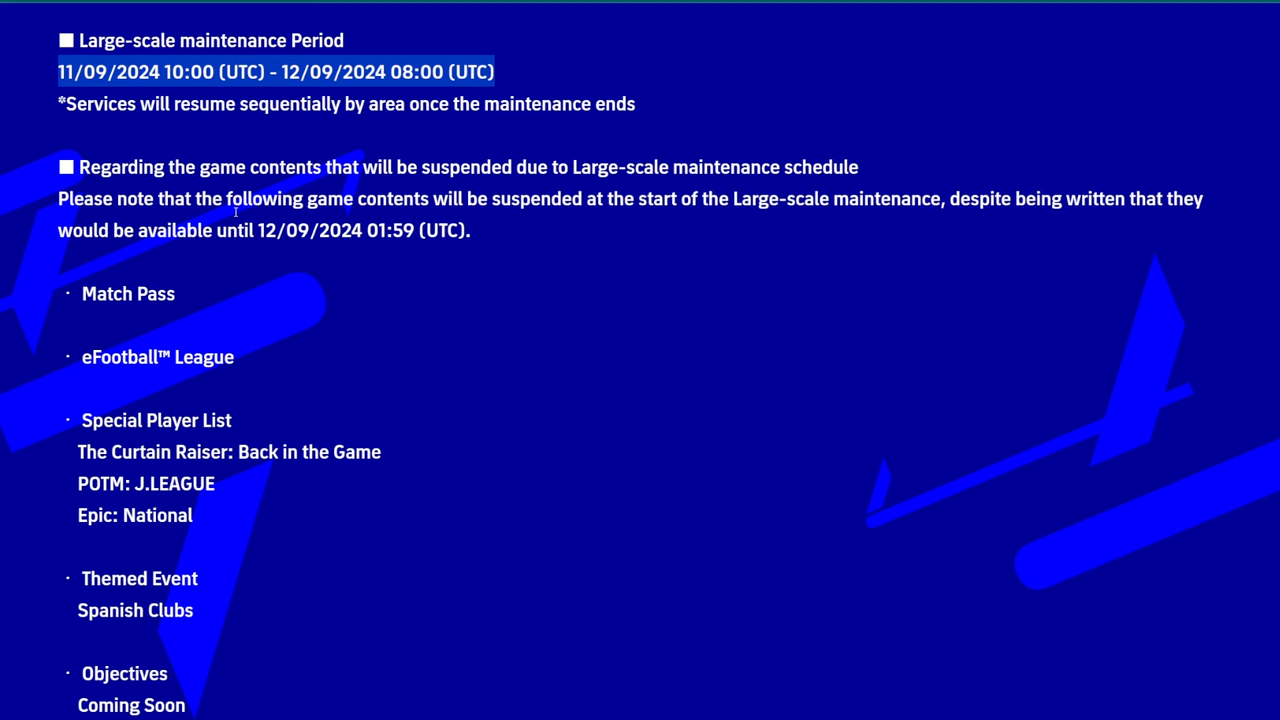 ■ Large-scale maintenance Period
11/09/2024 10:00 (UTC) - 12/09/2024 08:00 (UTC)
*Services will resume sequentially by area once the maintenance ends
■ Regarding the game contents that will be suspended due to Large-scale maintenance schedule
Please note that the following game contents will be suspended at the start of the Large-scale maintenance, despite being written that they
would be available until 12/09/2024 01:59 (UTC).
・ Match Pass
・ eFootball™ League
・ Special Player List
The Curtain Raiser: Back in the Game
POTM: J.LEAGUE
Epic: National
・ Themed Event
Spanish Clubs
・ Objectives
Coming Soon